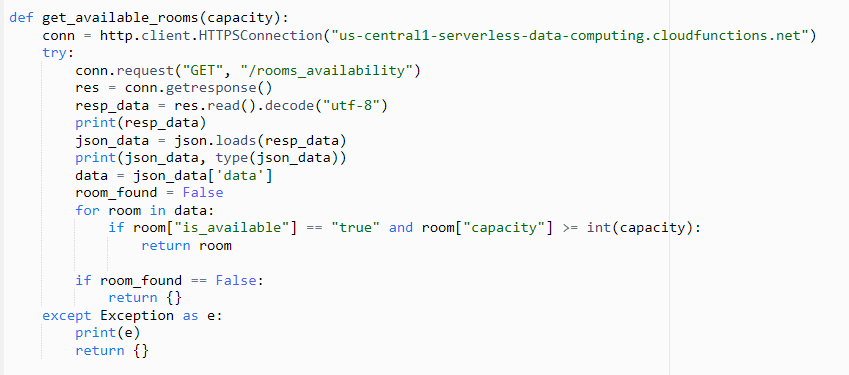 def get_available_rooms(capacity):
    conn = http.client.HTTPSConnection("us-central1-serverless-data-computing.cloudfunctions.net")
    try:
        conn.request("GET", "/rooms_availability")
        res = conn.getresponse()
        resp_data = res.read().decode("utf-8")
        print(resp_data)
        json_data = json.loads(resp_data)
        print(json_data, type(json_data))
        data = json_data['data']
        room_found = False
        for room in data:
            if room["is_available"] == "true" and room["capacity"] >= int(capacity):
                return room
        if room_found == False:
            return {}
    except Exception as e:
        print(e)
        return {}